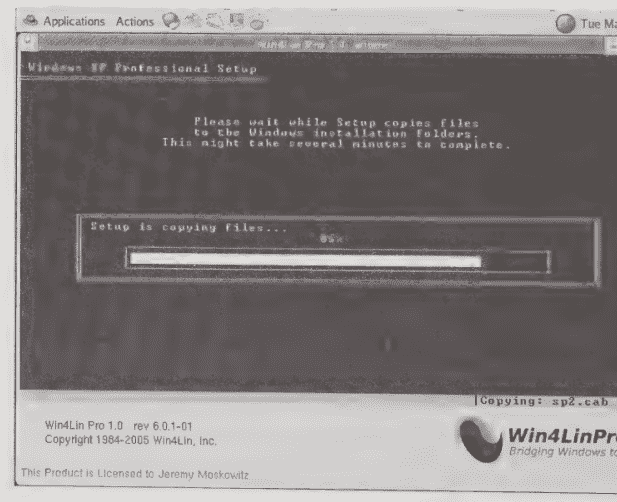 Applications Actions
Tue Ma
Windows XP Professional Setup
Please wait while Setup copies files
to the Windows installation folders.
This might take several minutes to complete.
Setup is copying files...
|Copying: sp2.cab
Win4Lin Pro 1.0 rev 6.0.1-01
Copyright 1984-2005 Win4Lin, Inc.
Win4LinPro
Bridging Windows to
This Product is Licensed to Jeremy Moskowitz